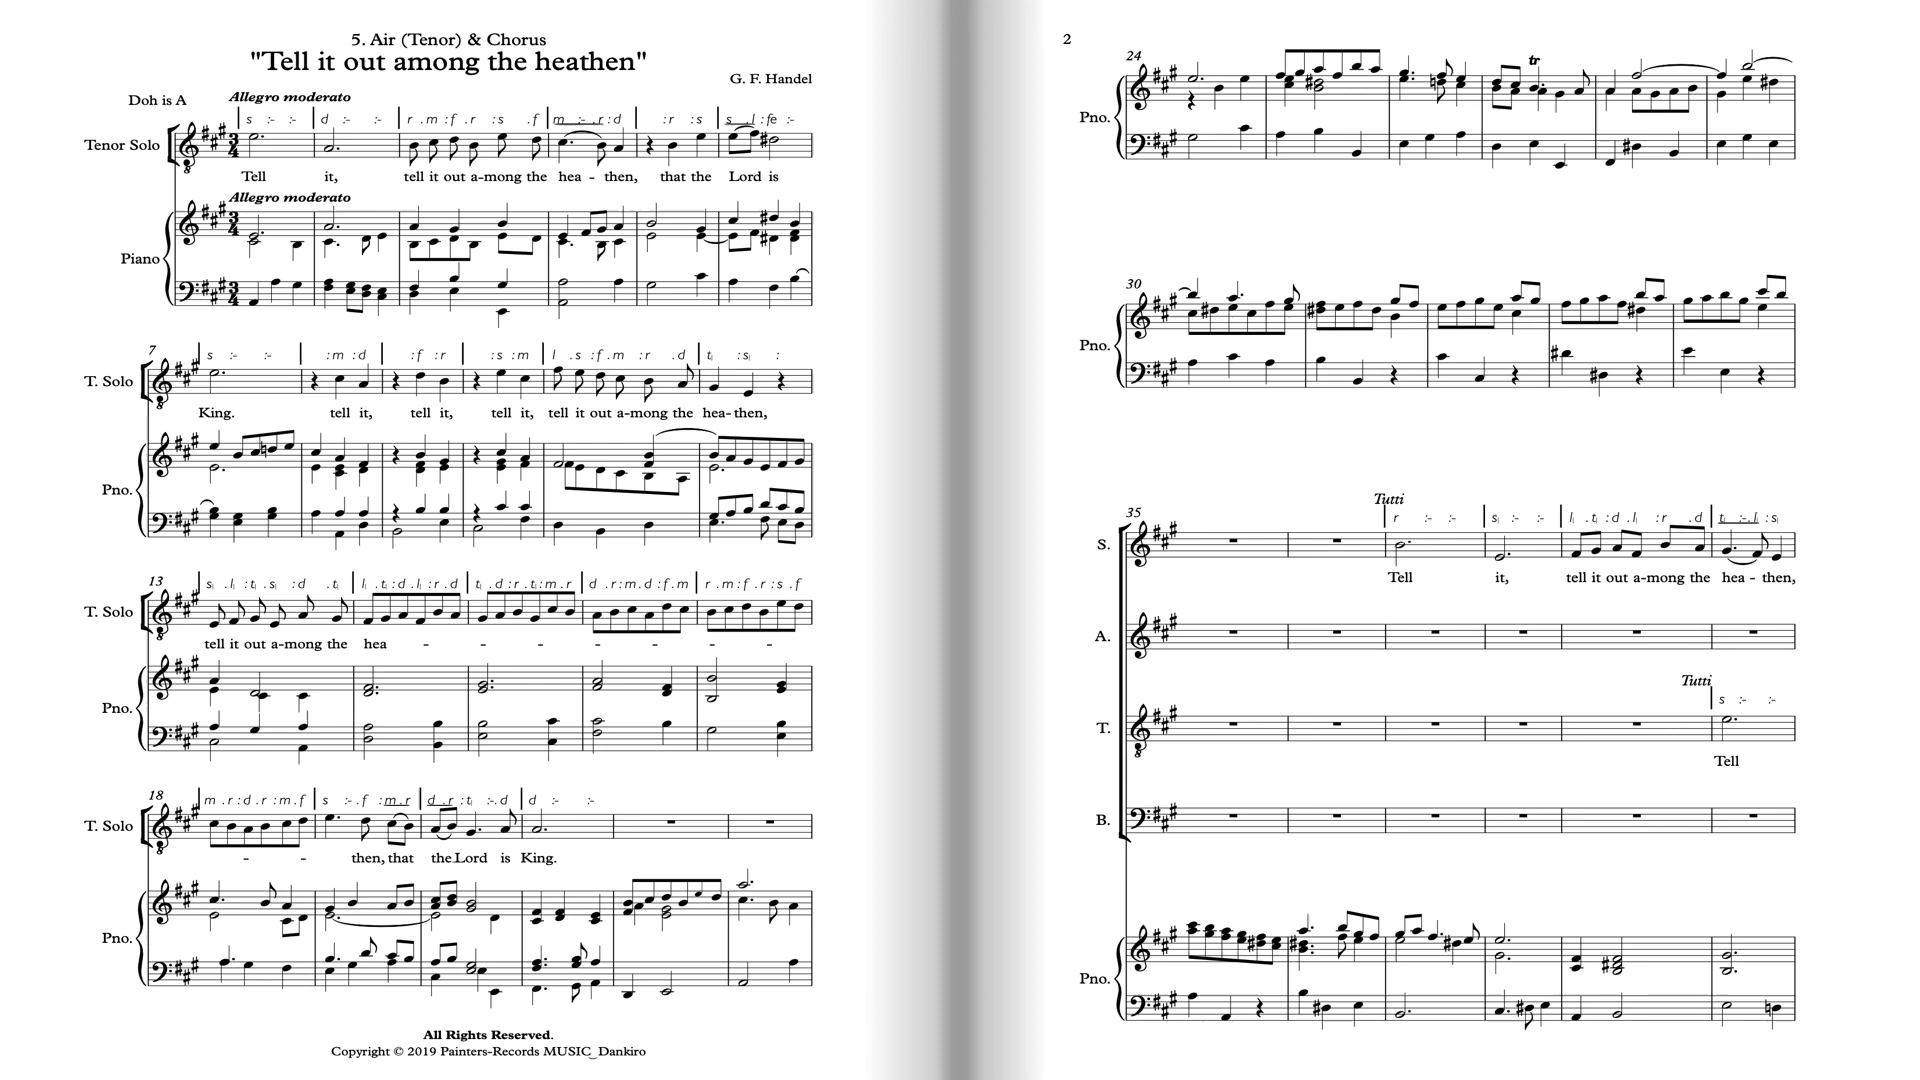 5. Air (Tenor) & Chorus
"Tell it out among the heathen"
G. F. Handel
Doh is A
Allegro moderato
s :- :- d :- :- r .m :f .r :s .f m :-.r :d :r :s s .l :fe :-
Tenor Solo
Tell it, tell it out a-mong the hea - then, that the Lord is
Allegro moderato
Piano
7
s :- :- :m :d :f :r :s :m l .s :f .m :r .d t| :s| :
T. Solo
King. tell it, tell it, tell it, tell it out a-mong the hea- then,
Pno.
13
s| .l| :t| .s| :d .t| l| .t| :d .l| :r .d t| .d :r .t| :m .r d .r :m .d :f .m r .m :f .r :s .f
T. Solo
tell it out a-mong the hea - - - - - - -
Pno.
18
m .r :d .r :m .f s :-.f :m.r d .r :t| :-.d d :- :-
T. Solo
- - then, that the Lord is King.
Pno.
All Rights Reserved.
Copyright © 2019 Painters-Records MUSIC_Dankiro
2
24
tr
Pno.
30
Pno.
Tutti
35
r :- :- s| :- :- l| .t| :d .l| :r .d t| :-.l| :s|
S.
Tell it, tell it out a-mong the hea - then,
A.
Tutti
s :- :-
T.
Tell
B.
Pno.